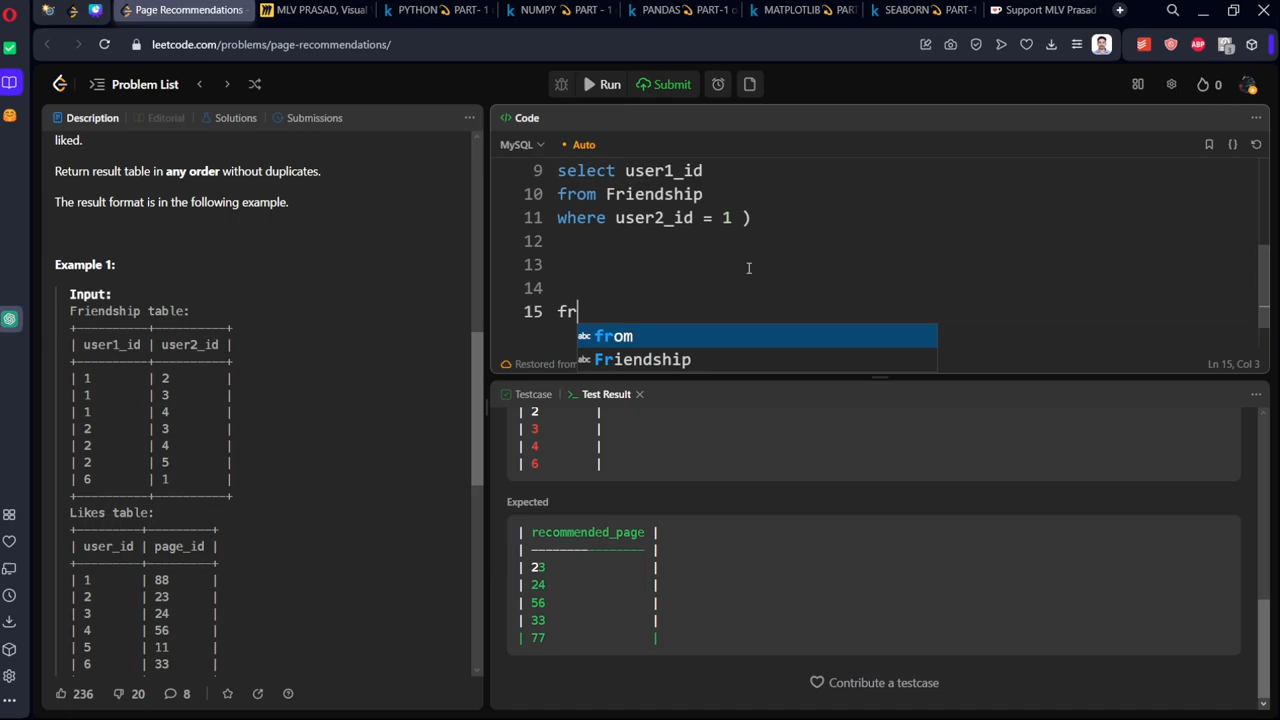 Page Recommendations
MLV Prasad, Visual
PYTHON PART- 1
NUMPY PART - 1
PANDAS PART - 1 o
MATPLOTLIB PART
SEABORN PART-1
Support MLV Prasad
leetcode.com/problems/page-recommendations/
ABP
Problem List
Run
Submit
0
Description
Editorial
Solutions
Submissions
liked.
Return result table in any order without duplicates.
The result format is in the following example.
Example 1:
Input:
Friendship table:
+----------+----------+
| user1_id | user2_id |
+----------+----------+
| 1 | 2 |
| 1 | 3 |
| 1 | 4 |
| 2 | 3 |
| 2 | 4 |
| 2 | 5 |
| 6 | 1 |
+----------+----------+
Likes table:
+---------+---------+
| user_id | page_id |
+---------+---------+
| 1 | 88 |
| 2 | 23 |
| 3 | 24 |
| 4 | 56 |
| 5 | 11 |
| 6 | 33 |
236
20
8
</> Code
MySQL
Auto
9 select user1_id
10 from Friendship
11 where user2_id = 1 )
12
13
14
15 fr
abc from
abc Friendship
Restored from
Ln 15, Col 3
Testcase
Test Result
| 2 |
| 3 |
| 4 |
| 6 |
Expected
| recommended_page |
| ---------------- |
| 23 |
| 24 |
| 56 |
| 33 |
| 77 |
Contribute a testcase